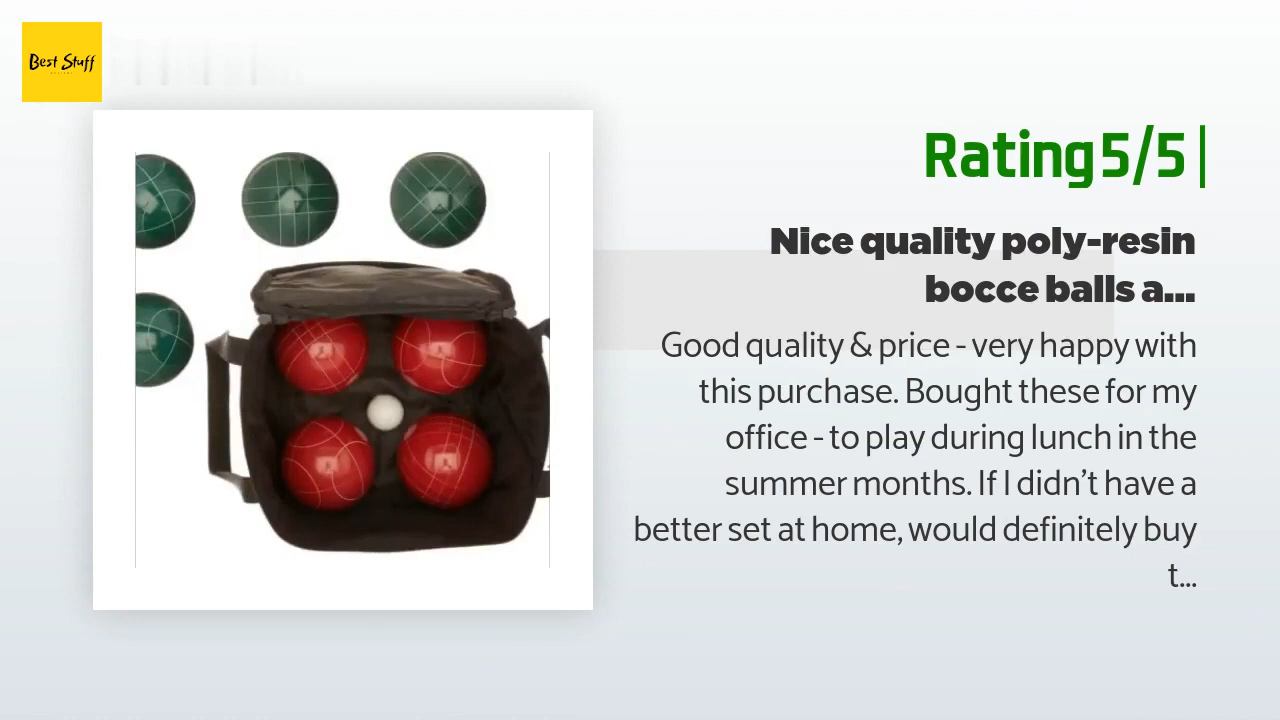 Best Stuff
Rating 5/5 |
Nice quality poly-resin
bocce balls a...
Good quality & price - very happy with
this purchase. Bought these for my
office - to play during lunch in the
summer months. If I didn’t have a
better set at home, would definitely buy
t...